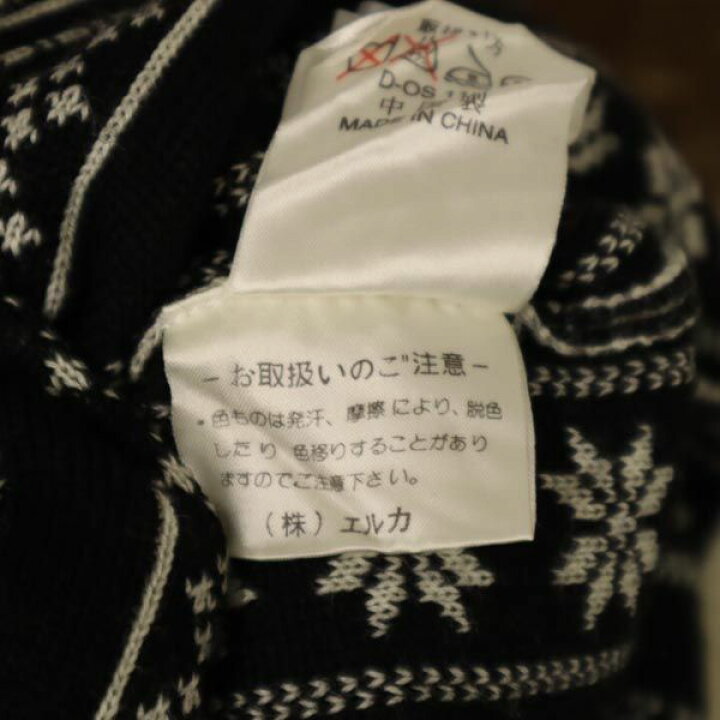 D-OS
中国製
MADE IN CHINA
- お取扱いのご注意 -
・色ものは発汗、摩擦により、脱色
したり 色移りすることがあり
ますのでご注意下さい。
(株) エルカ